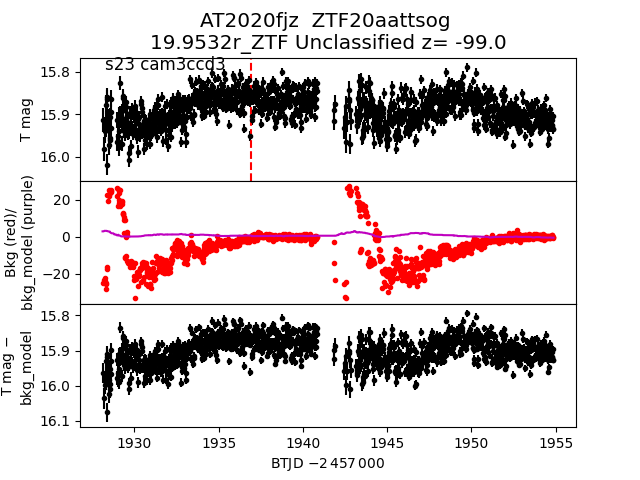 AT2020fjz  ZTF20aattsog
19.9532r_ZTF Unclassified z= -99.0
s23 cam3ccd3
15.8
15.9
16.0
T mag
20
0
−20
Bkg (red)/
bkg_model (purple)
15.8
15.9
16.0
16.1
T mag −
bkg_model
1930
1935
1940
1945
1950
1955
BTJD −2 457 000